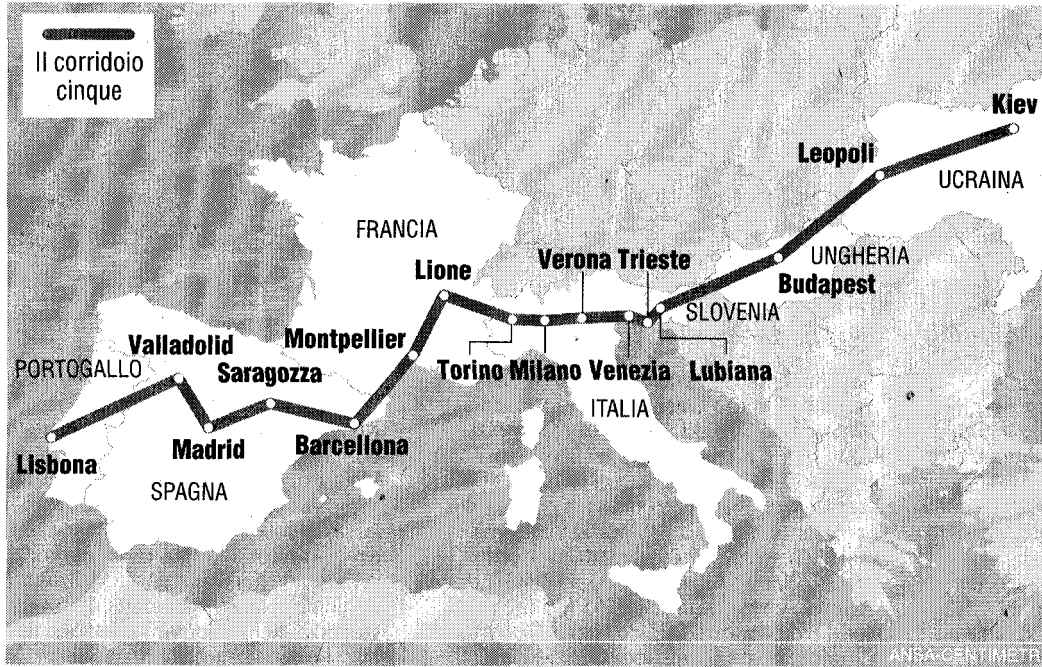 Il corridoio
cinque
Kiev
Leopoli
UCRAINA
FRANCIA
UNGHERIA
Verona Trieste
Lione
Budapest
SLOVENIA
Montpellier
Valladolid
PORTOGALLO
Saragozza
Torino Milano Venezia Lubiana
ITALIA
Barcellona
Madrid
Lisbona
SPAGNA
ANSA-CENTIMETR